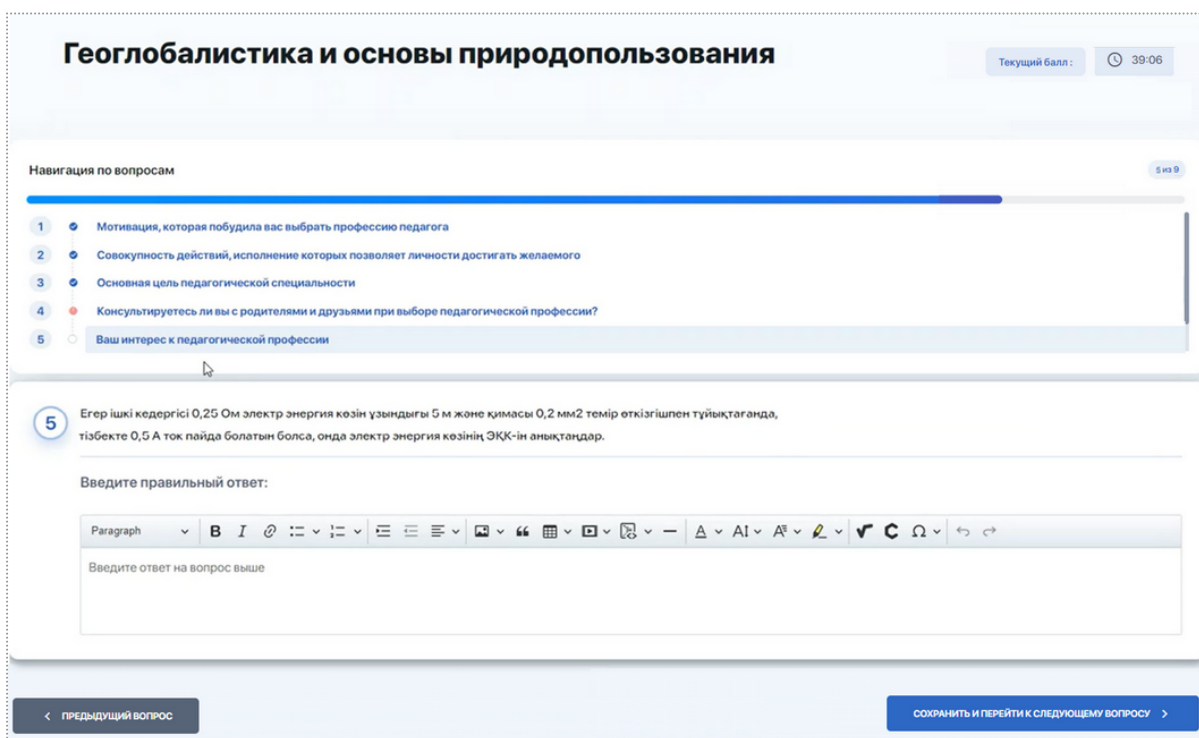 Геоглобалистика и основы природопользования
Текущий балл :
39:06
Навигация по вопросам
5 из 9
1 Мотивация, которая побудила вас выбрать профессию педагога
2 Совокупность действий, исполнение которых позволяет личности достигать желаемого
3 Основная цель педагогической специальности
4 Консультируетесь ли вы с родителями и друзьями при выборе педагогической профессии?
5 Ваш интерес к педагогической профессии
5
Егер ішкі кедергісі 0,25 Ом электр энергия көзін ұзындығы 5 м және қимасы 0,2 мм2 темір өткізгішпен тұйықтағанда,
тізбекте 0,5 А ток пайда болатын болса, онда электр энергия көзінің ЭҚК-ін анықтаңдар.
Введите правильный ответ:
Paragraph
Введите ответ на вопрос выше
ПРЕДЫДУЩИЙ ВОПРОС
СОХРАНИТЬ И ПЕРЕЙТИ К СЛЕДУЮЩЕМУ ВОПРОСУ